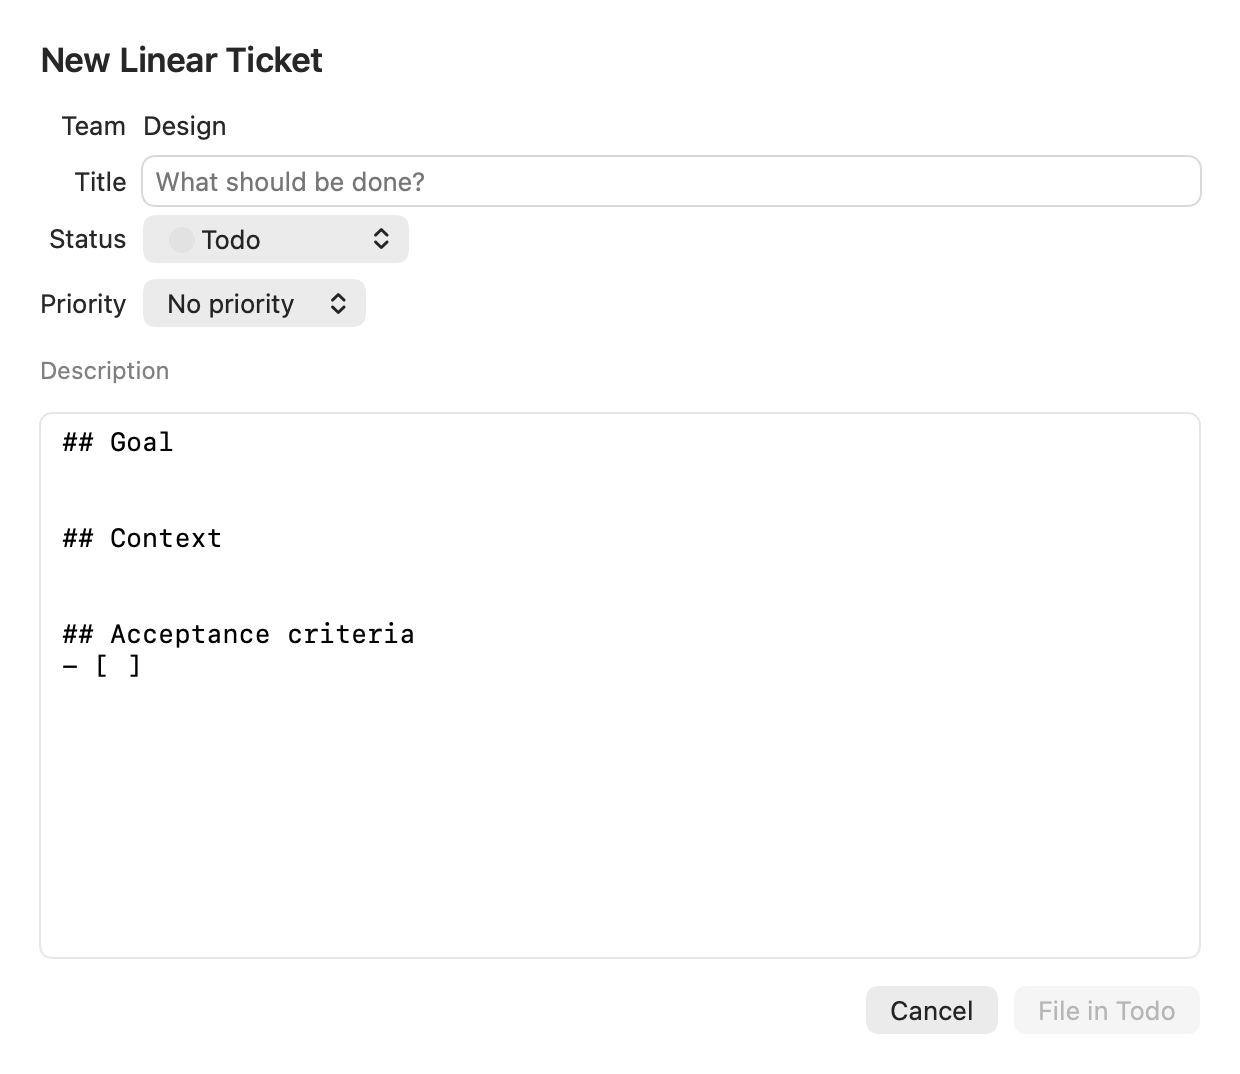 New Linear Ticket
Team Design
Title What should be done?
Status Todo
Priority No priority
Description
## Goal
## Context
## Acceptance criteria
- [ ]
Cancel File in Todo